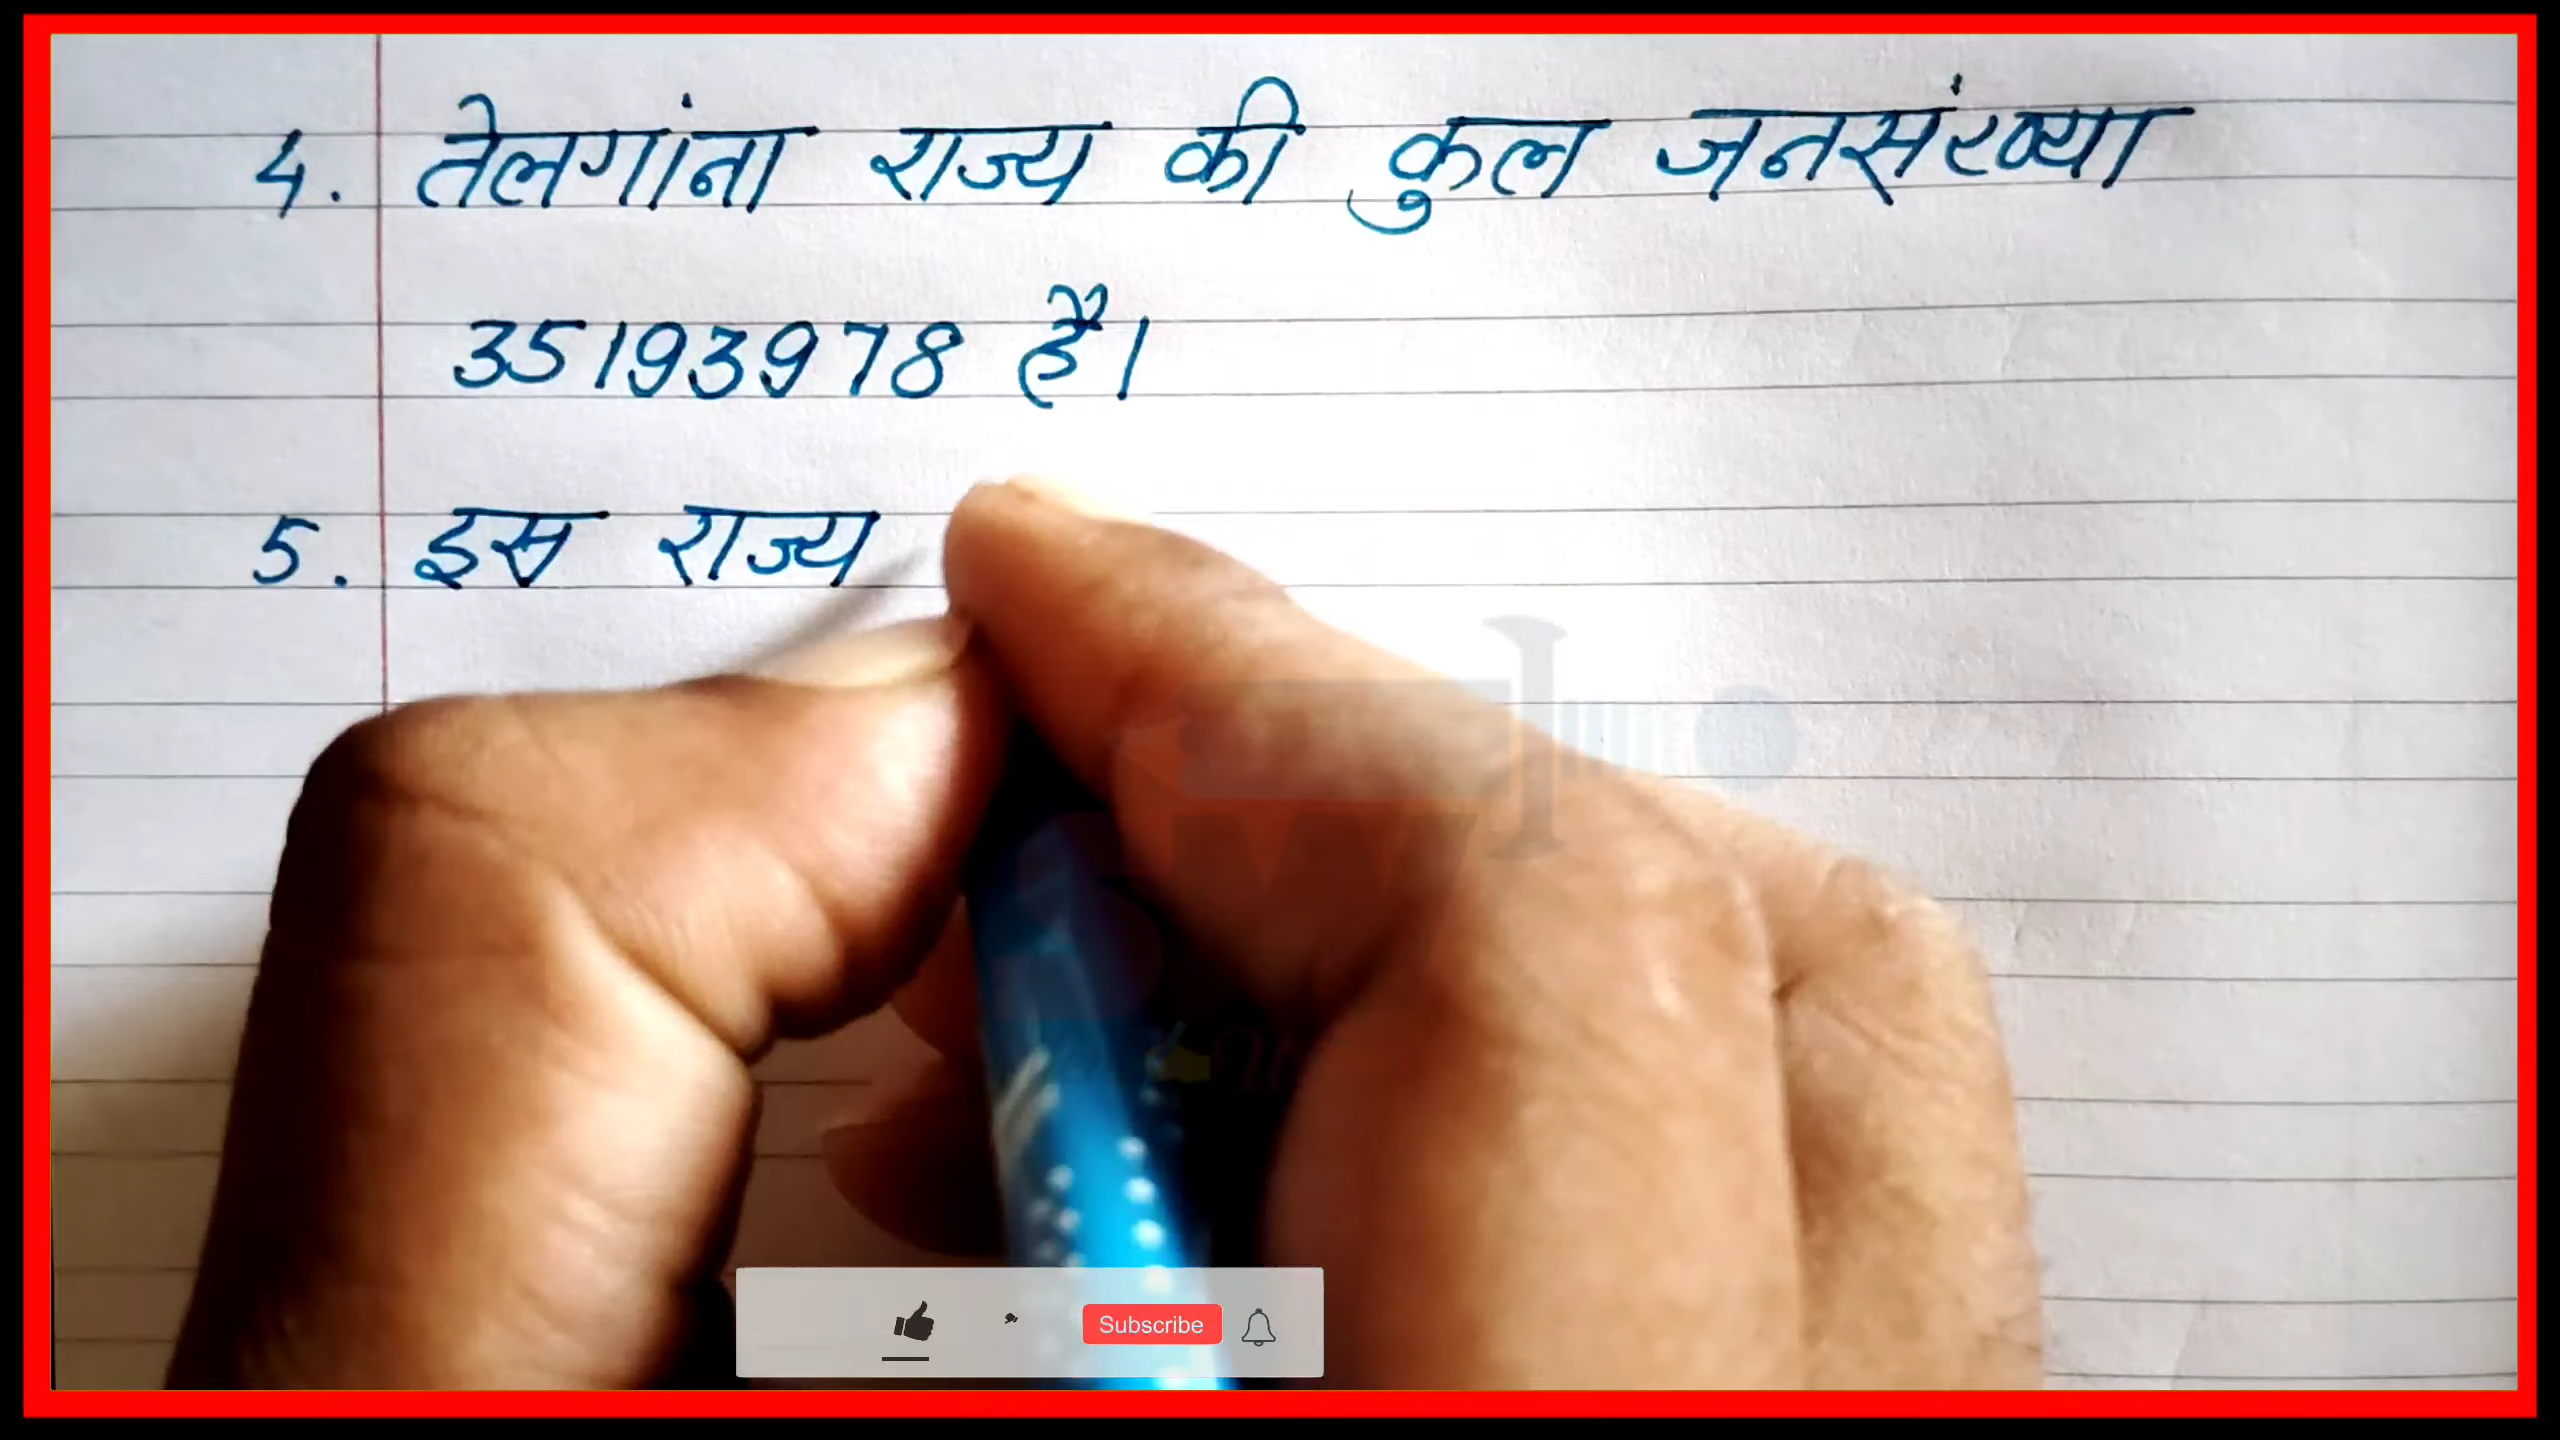 4. तेलगांना राज्य की कुल जनसंख्या
35193978 है।
5. इस राज्य
Subscribe